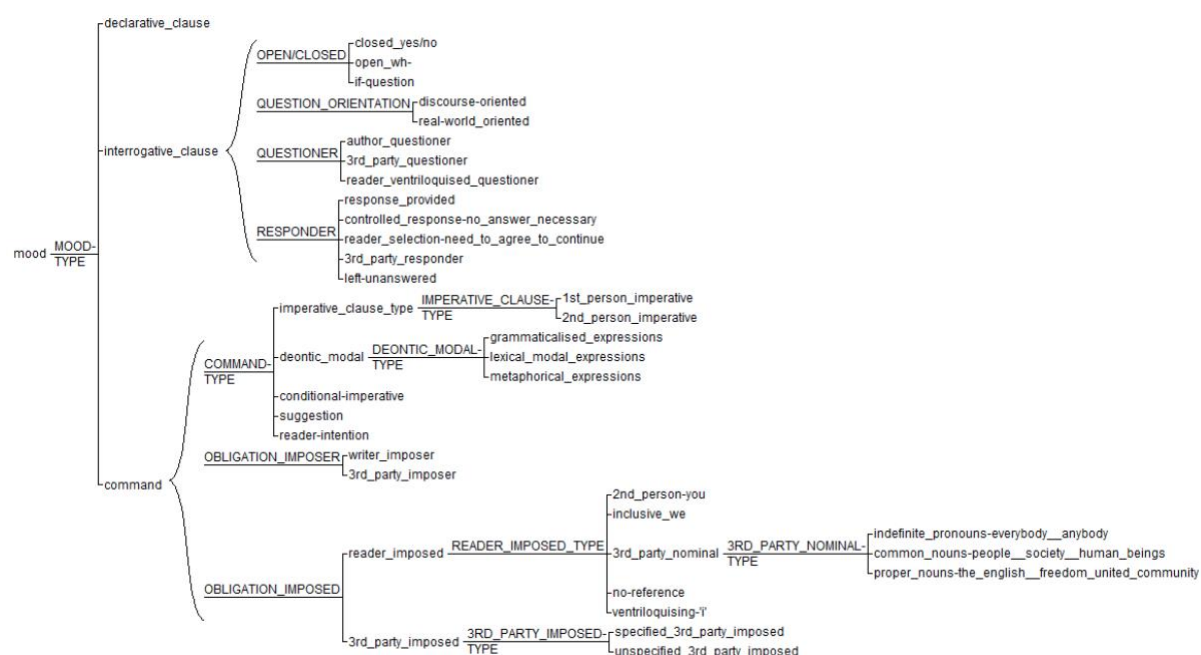 declarative_clause
closed_yes/no
OPEN/CLOSED
open_wh-
if-question
QUESTION_ORIENTATION
discourse-oriented
real-world_oriented
author_questioner
interrogative_clause
QUESTIONER
3rd_party_questioner
reader_ventriloquised_questioner
response_provided
controlled_response-no_answer_necessary
RESPONDER
reader_selection-need_to_agree_to_continue
3rd_party_responder
left-unanswered
mood
MOOD-
TYPE
imperative_clause_type
IMPERATIVE_CLAUSE-
TYPE
1st_person_imperative
2nd_person_imperative
grammaticalised_expressions
COMMAND-
TYPE
deontic_modal
DEONTIC_MODAL-
TYPE
lexical_modal_expressions
metaphorical_expressions
conditional-imperative
suggestion
reader-intention
OBLIGATION_IMPOSER
writer_imposer
3rd_party_imposer
command
2nd_person-you
inclusive_we
reader_imposed
READER_IMPOSED_TYPE
3rd_party_nominal
3RD_PARTY_NOMINAL-
TYPE
indefinite_pronouns-everybody__anybody
common_nouns-people__society__human_beings
proper_nouns-the_english__freedom_united_community
OBLIGATION_IMPOSED
no-reference
ventriloquising-'i'
3rd_party_imposed
3RD_PARTY_IMPOSED-
TYPE
specified_3rd_party_imposed
unspecified_3rd_party_imposed